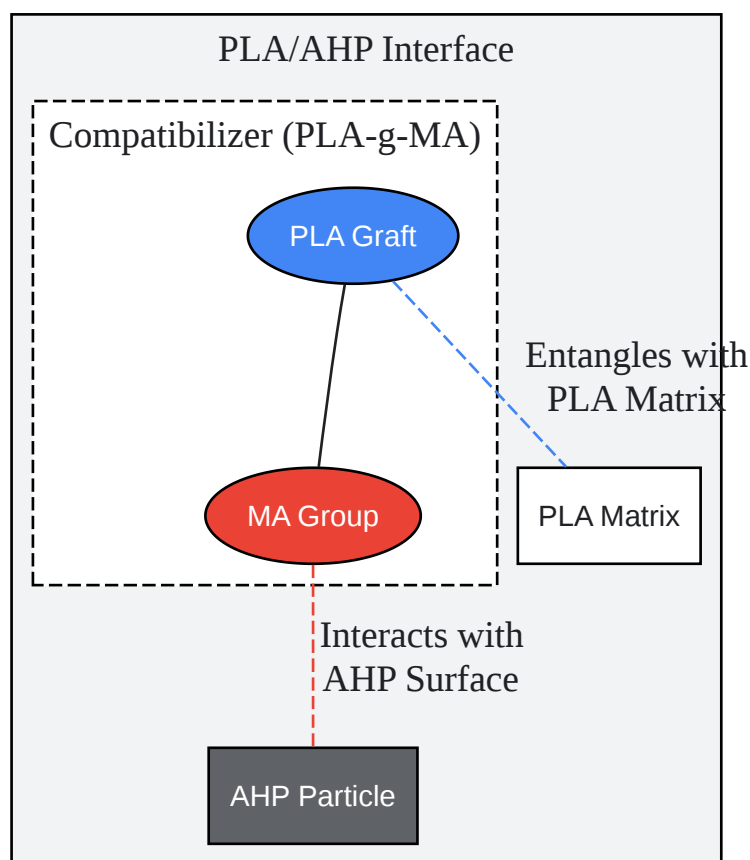 PLA/AHP Interface
Compatibilizer (PLA-g-MA)
PLA Graft
Entangles with
PLA Matrix
MA Group
PLA Matrix
Interacts with
AHP Surface
AHP Particle